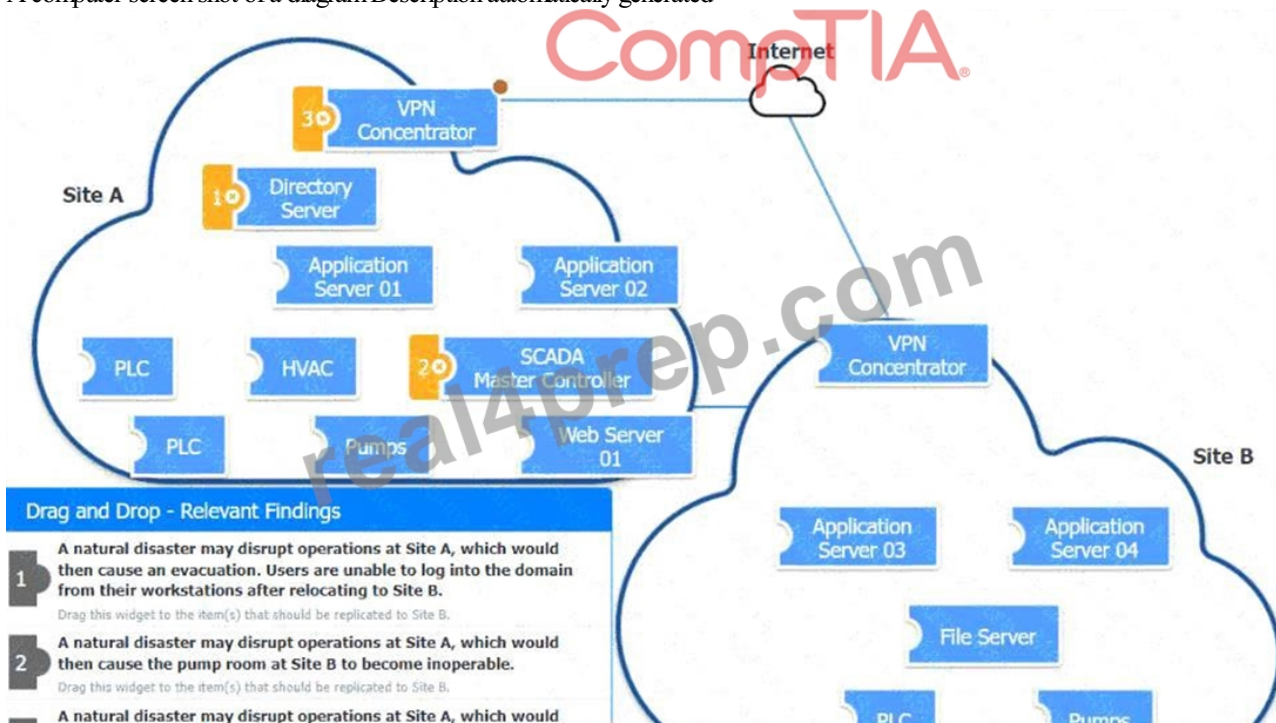 A computer screen shot of a diagram Description automatically generated
CompTIA®
Internet
3 VPN
Concentrator
Site A
1 Directory
Server
Application
Server 01
Application
Server 02
VPN
Concentrator
PLC
HVAC
2 SCADA
Master Controller
PLC
Pumps
Web Server
01
real4prep.com
Site B
Drag and Drop - Relevant Findings
1
A natural disaster may disrupt operations at Site A, which would
then cause an evacuation. Users are unable to log into the domain
from their workstations after relocating to Site B.
Drag this widget to the item(s) that should be replicated to Site B.
2
A natural disaster may disrupt operations at Site A, which would
then cause the pump room at Site B to become inoperable.
Drag this widget to the item(s) that should be replicated to Site B.
A natural disaster may disrupt operations at Site A, which would
Application
Server 03
Application
Server 04
File Server
PLC
Pumps